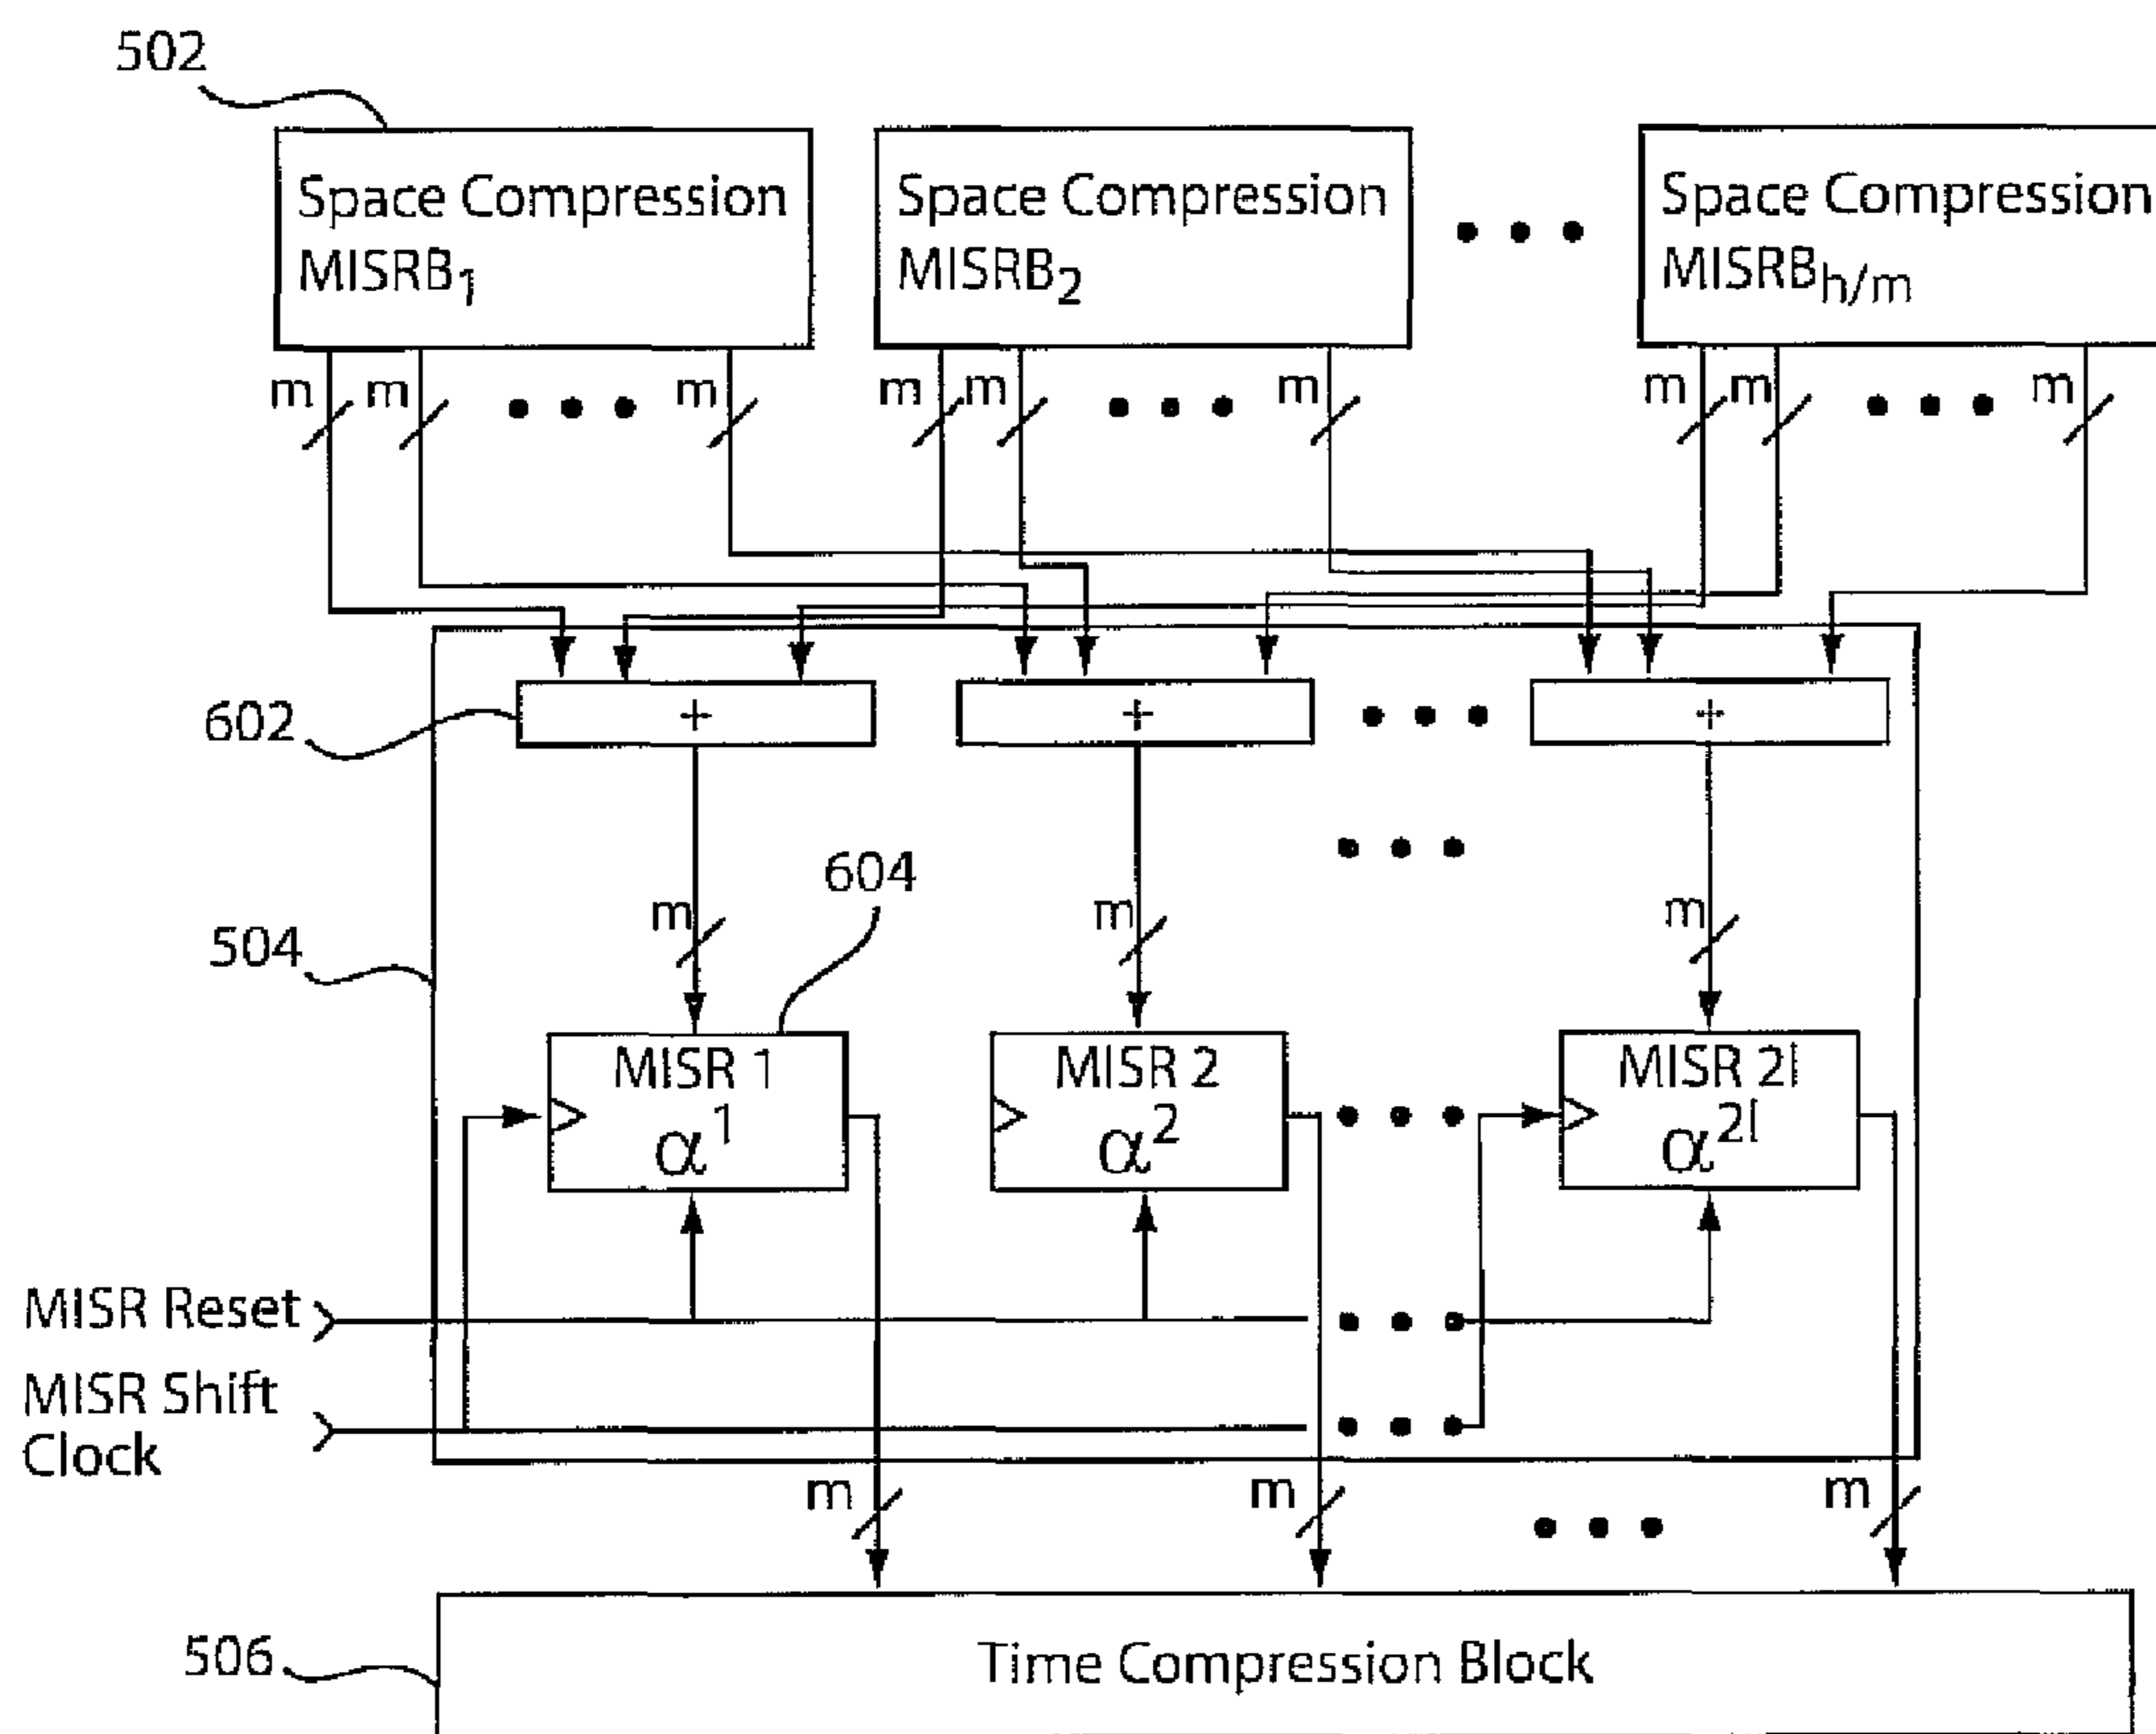 502
Space Compression
MISRB1
Space Compression
MISRB2
Space Compression
MISRBh/m
m
m
m
m
m
m
m
m
m
602
+
+
+
604
504
m
m
m
MISR 1
α1
MISR 2
α2
MISR 2l
α2l
MISR Reset
MISR Shift
Clock
m
m
m
506
Time Compression Block